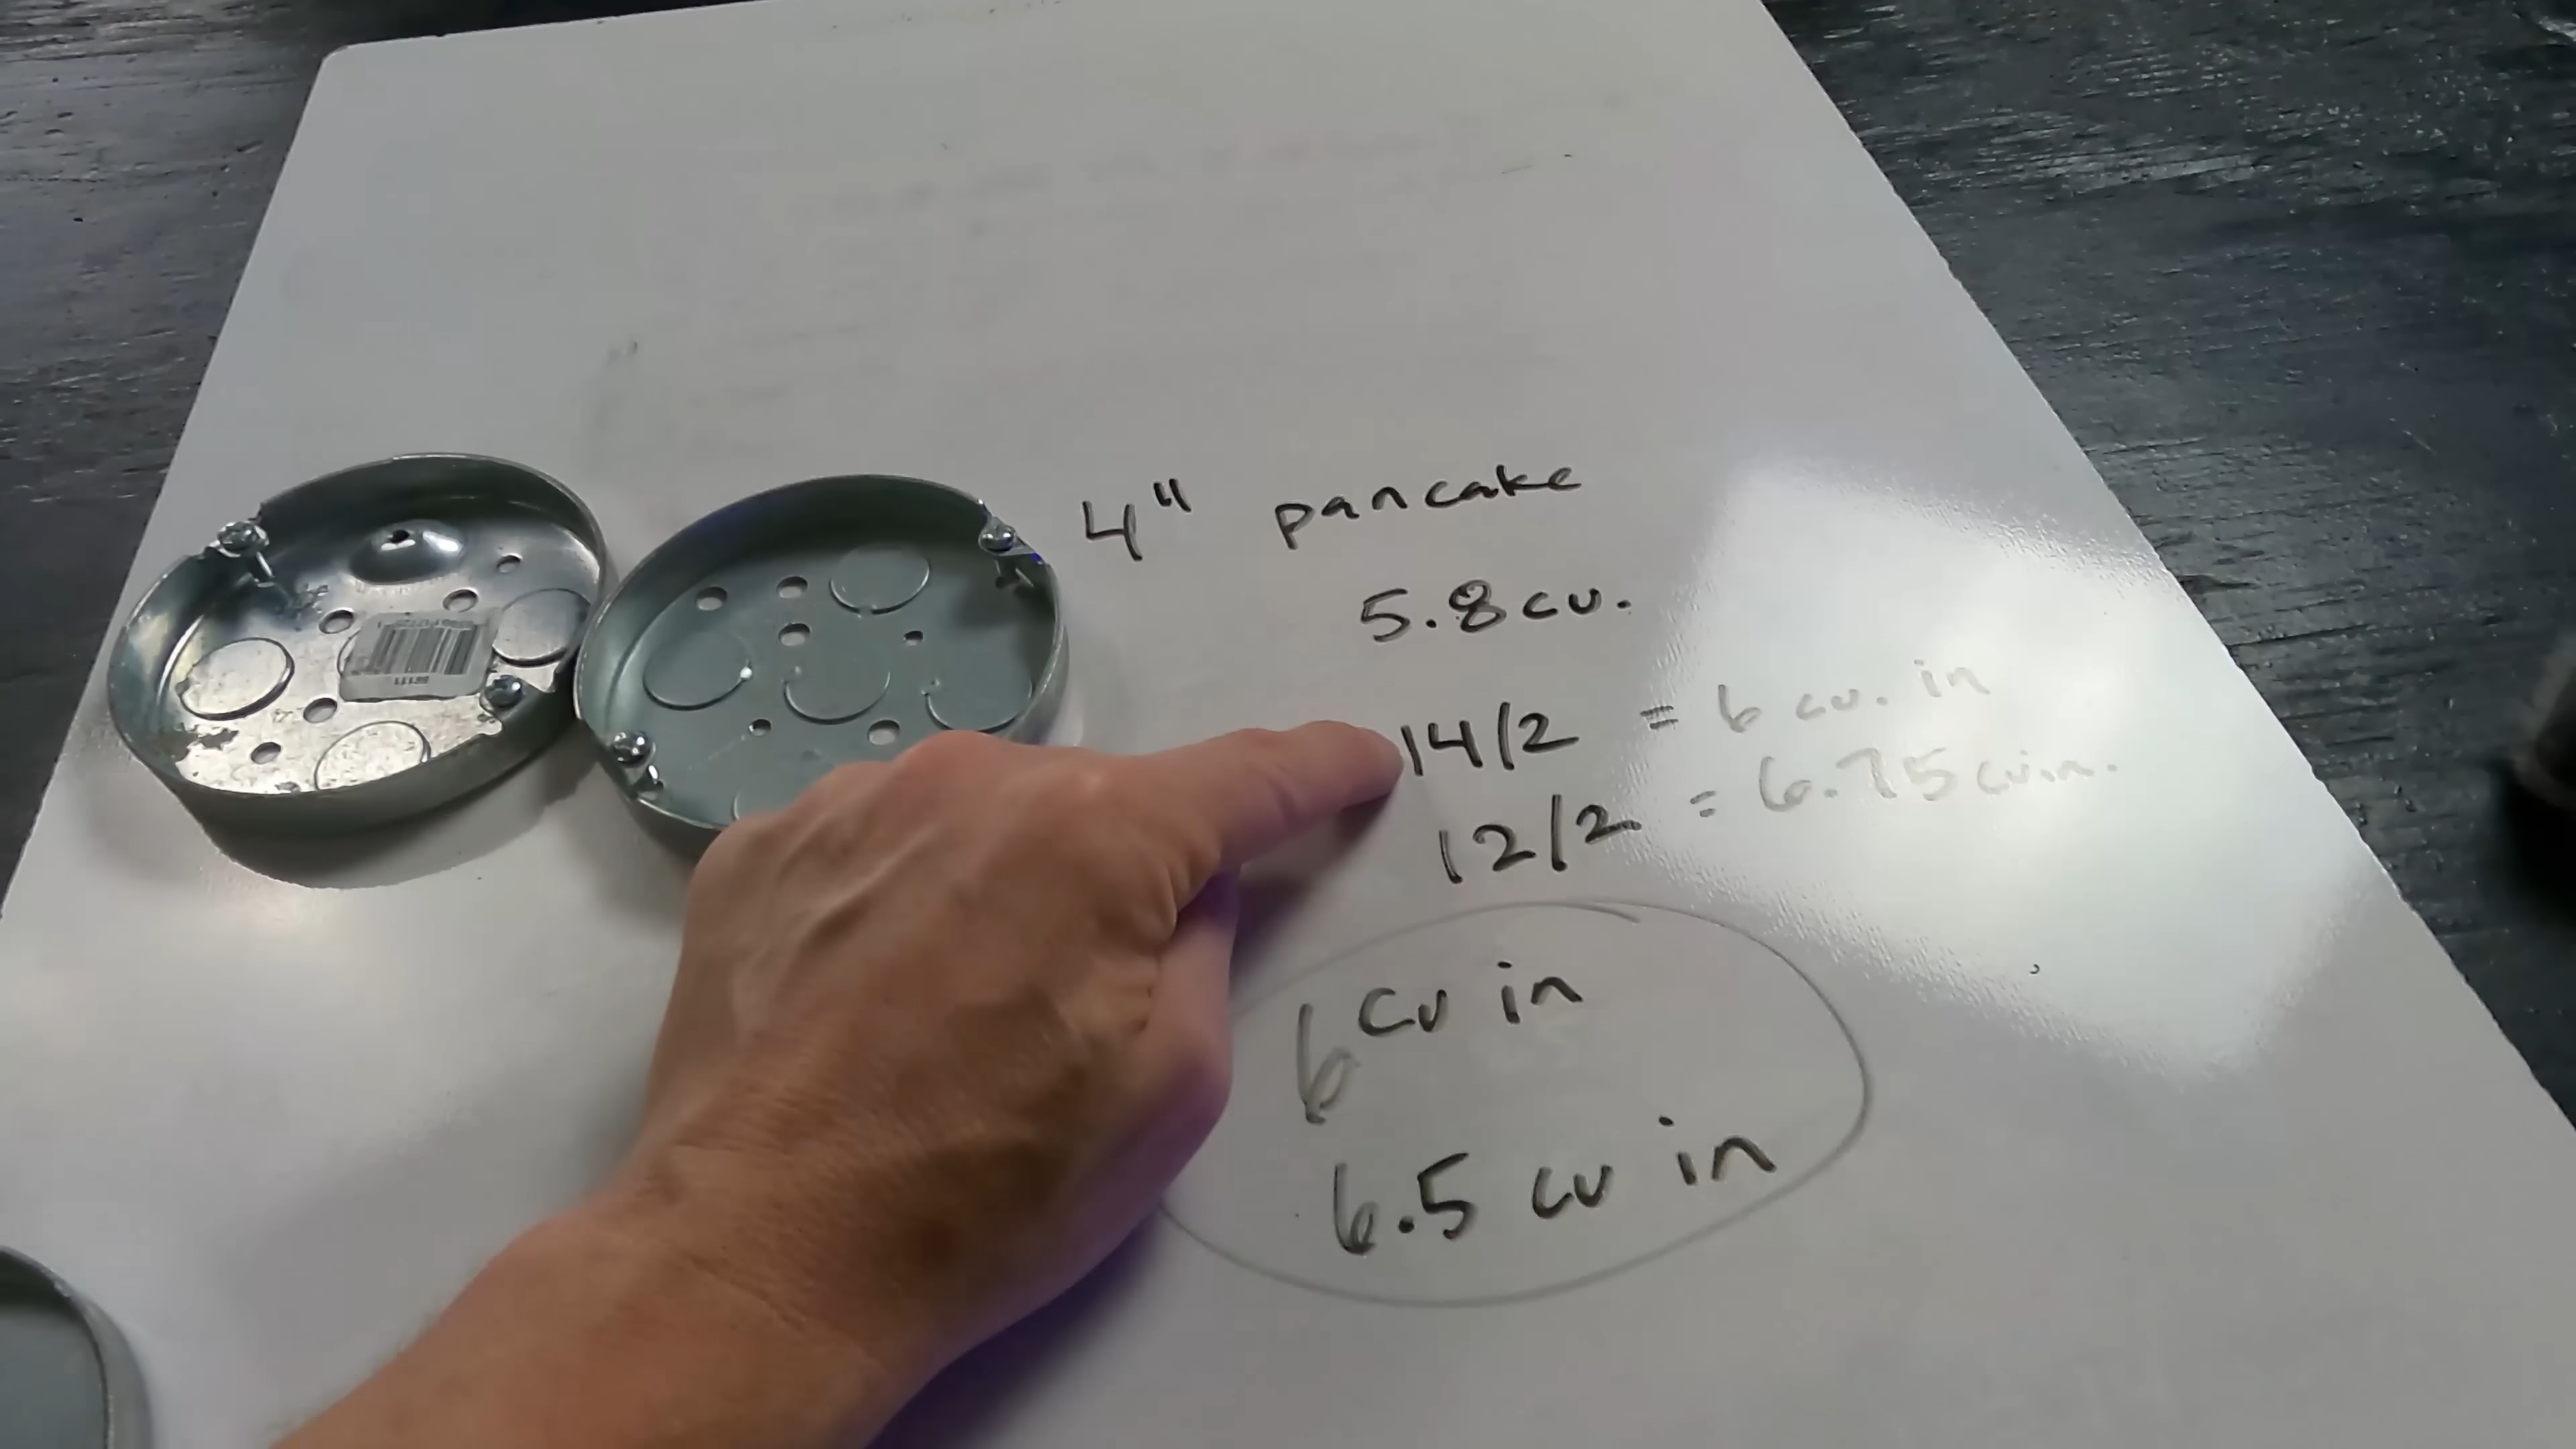 4" pancake
5.8 cu.
14/2 = 6 cu. in
12/2 = 6.75 cu in.
6 cu in
6.5 cu in